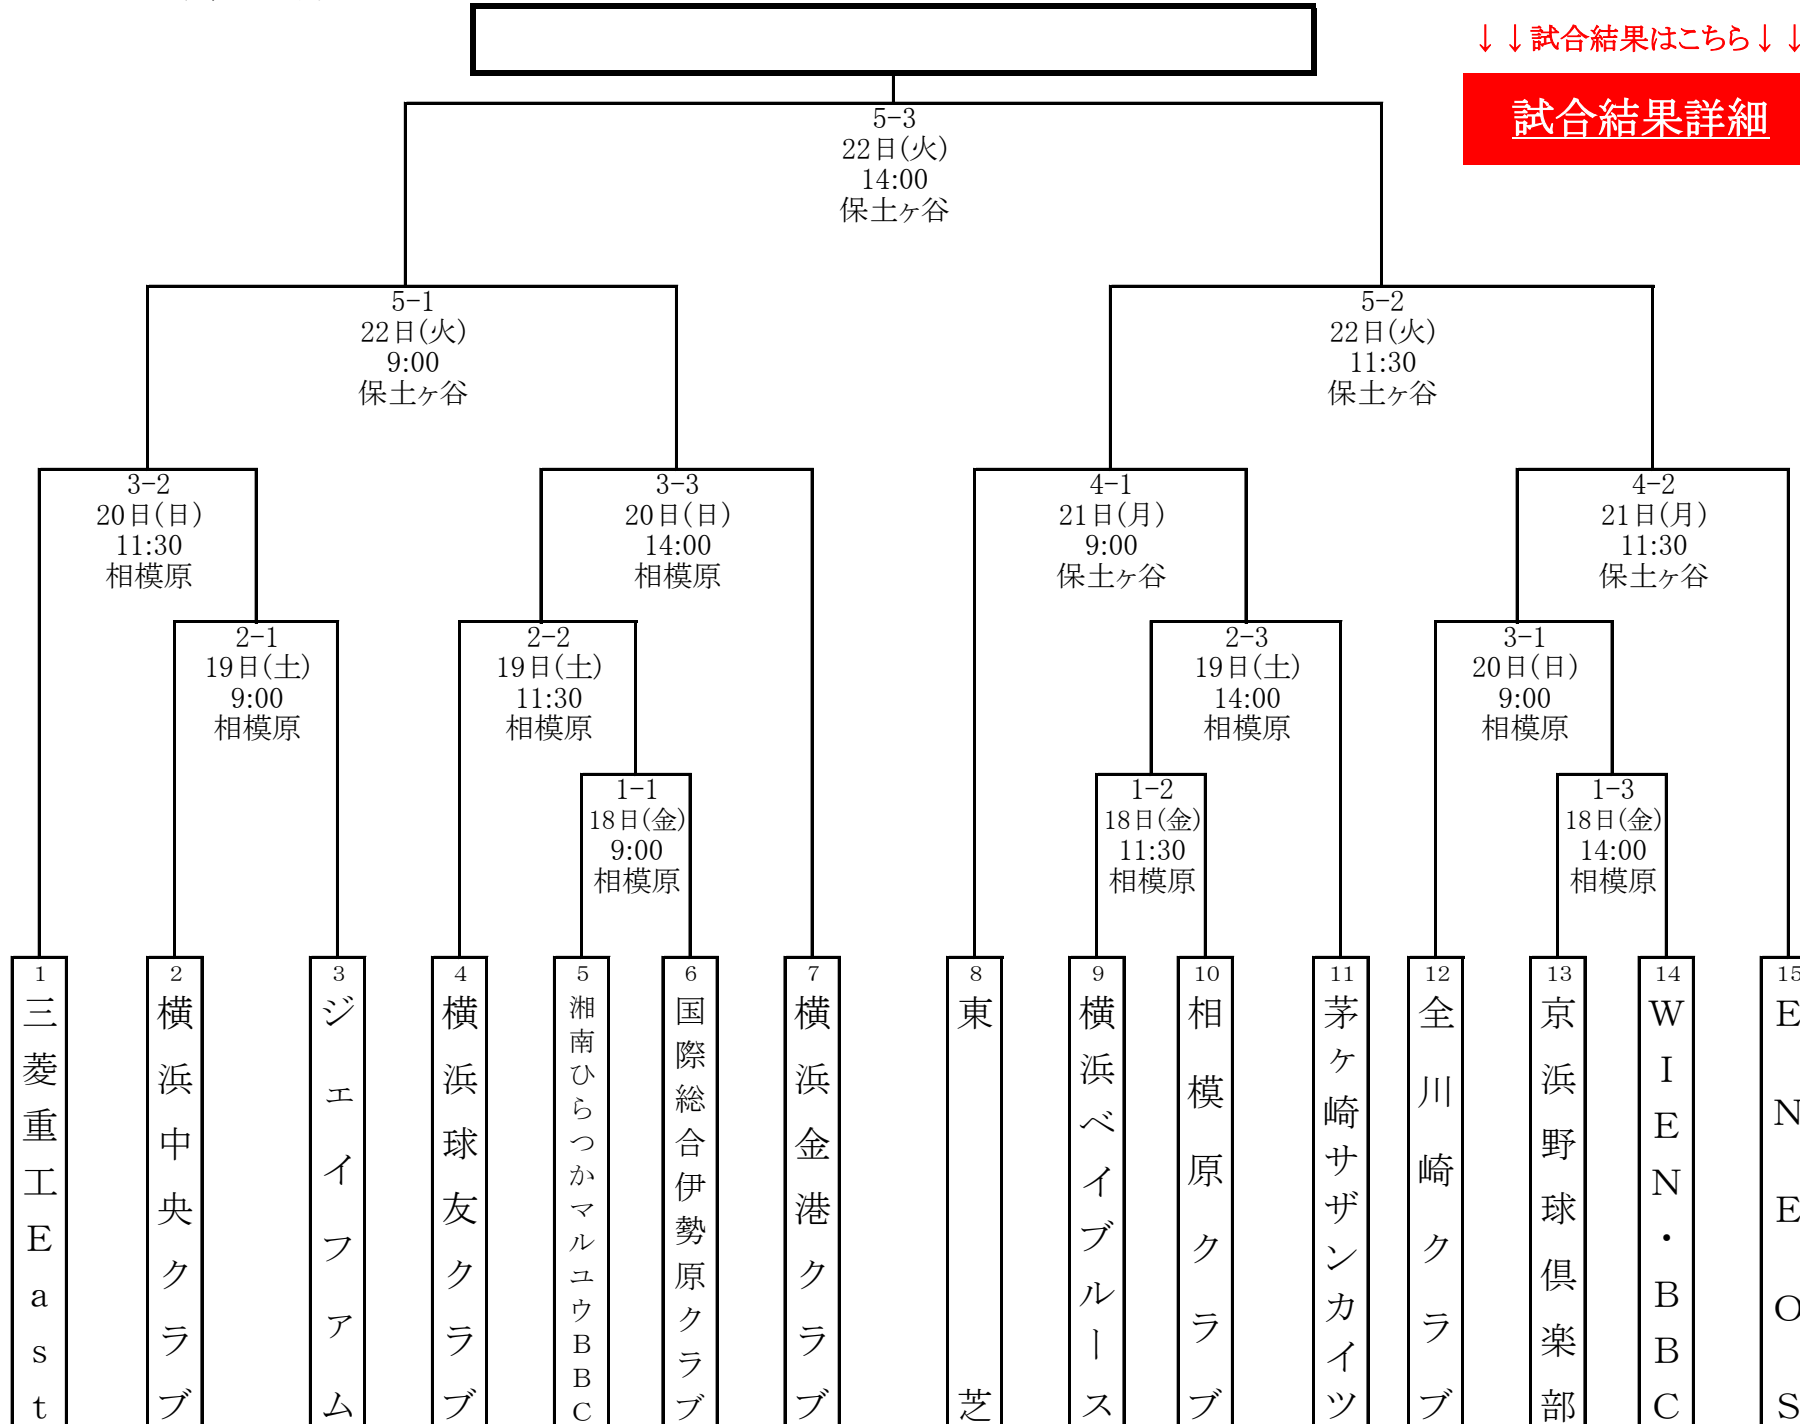 ↓↓試合結果はこちら↓↓
試合結果詳細
5-3
22日(火)
14:00
保土ヶ谷
5-1
22日(火)
9:00
保土ヶ谷
5-2
22日(火)
11:30
保土ヶ谷
3-2
20日(日)
11:30
相模原
3-3
20日(日)
14:00
相模原
4-1
21日(月)
9:00
保土ヶ谷
4-2
21日(月)
11:30
保土ヶ谷
2-1
19日(土)
9:00
相模原
2-2
19日(土)
11:30
相模原
2-3
19日(土)
14:00
相模原
3-1
20日(日)
9:00
相模原
1-1
18日(金)
9:00
相模原
1-2
18日(金)
11:30
相模原
1-3
18日(金)
14:00
相模原
1
三菱重工East
2
横浜中央クラブ
3
ジェイファム
4
横浜球友クラブ
5
湘南ひらつかマルユウBBC
6
国際総合伊勢原クラブ
7
横浜金港クラブ
8
東芝
9
横浜ベイブルース
10
相模原クラブ
11
茅ヶ崎サザンカイツ
12
全川崎クラブ
13
京浜野球倶楽部
14
WIEN・BBC
15
ENEOS